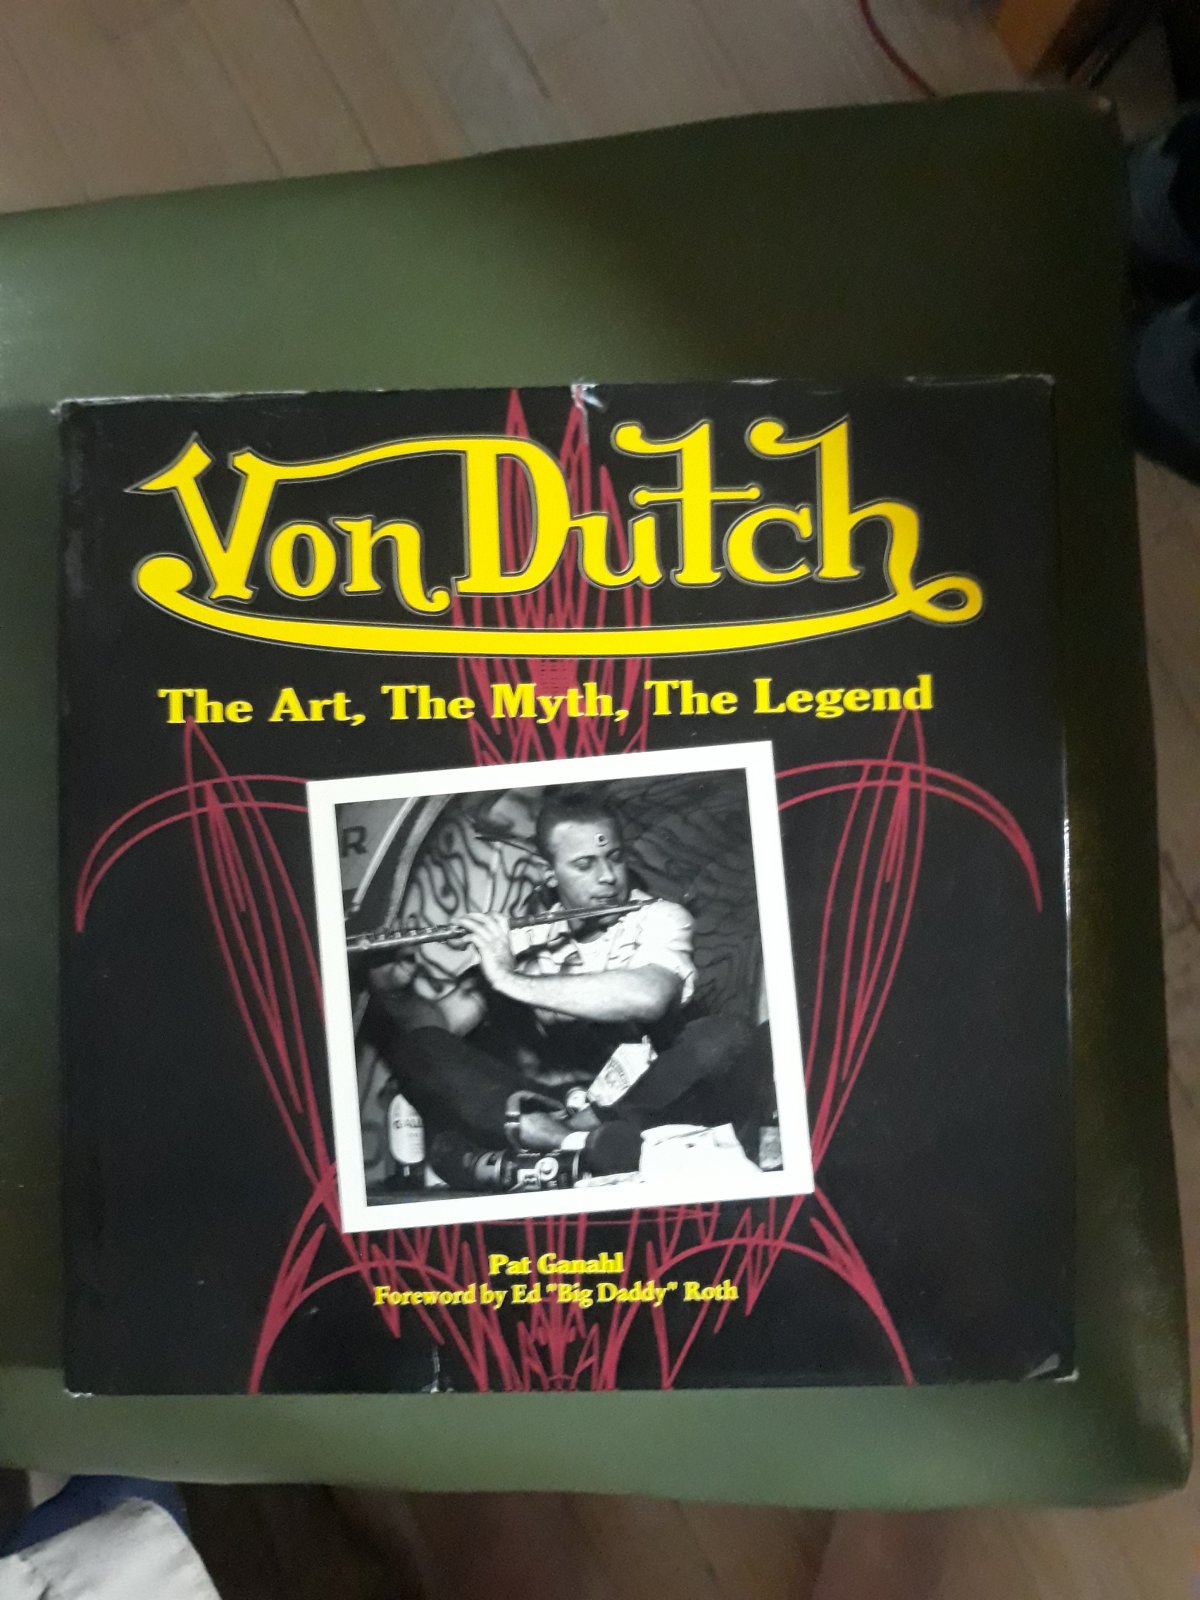 Von Dutch
The Art, The Myth, The Legend
R
Pat Ganahl
Foreword by Ed "Big Daddy" Roth